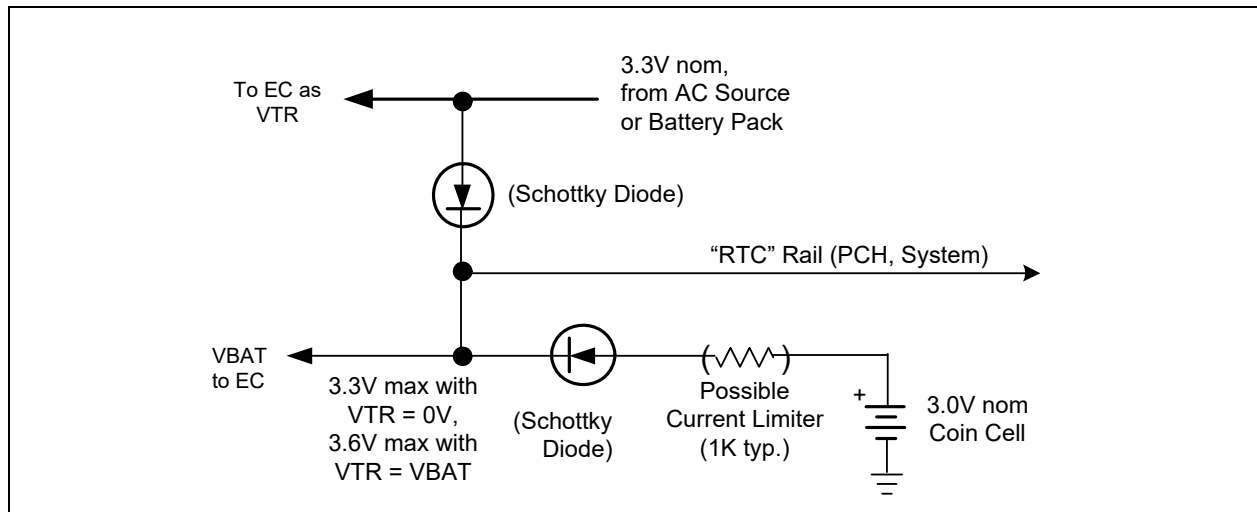 3.3V nom,
from AC Source
or Battery Pack
To EC as
VTR
(Schottky Diode)
“RTC” Rail (PCH, System)
VBAT
to EC
3.3V max with
VTR = 0V,
3.6V max with
VTR = VBAT
(Schottky
Diode)
( )
Possible
Current Limiter
(1K typ.)
+
3.0V nom
Coin Cell